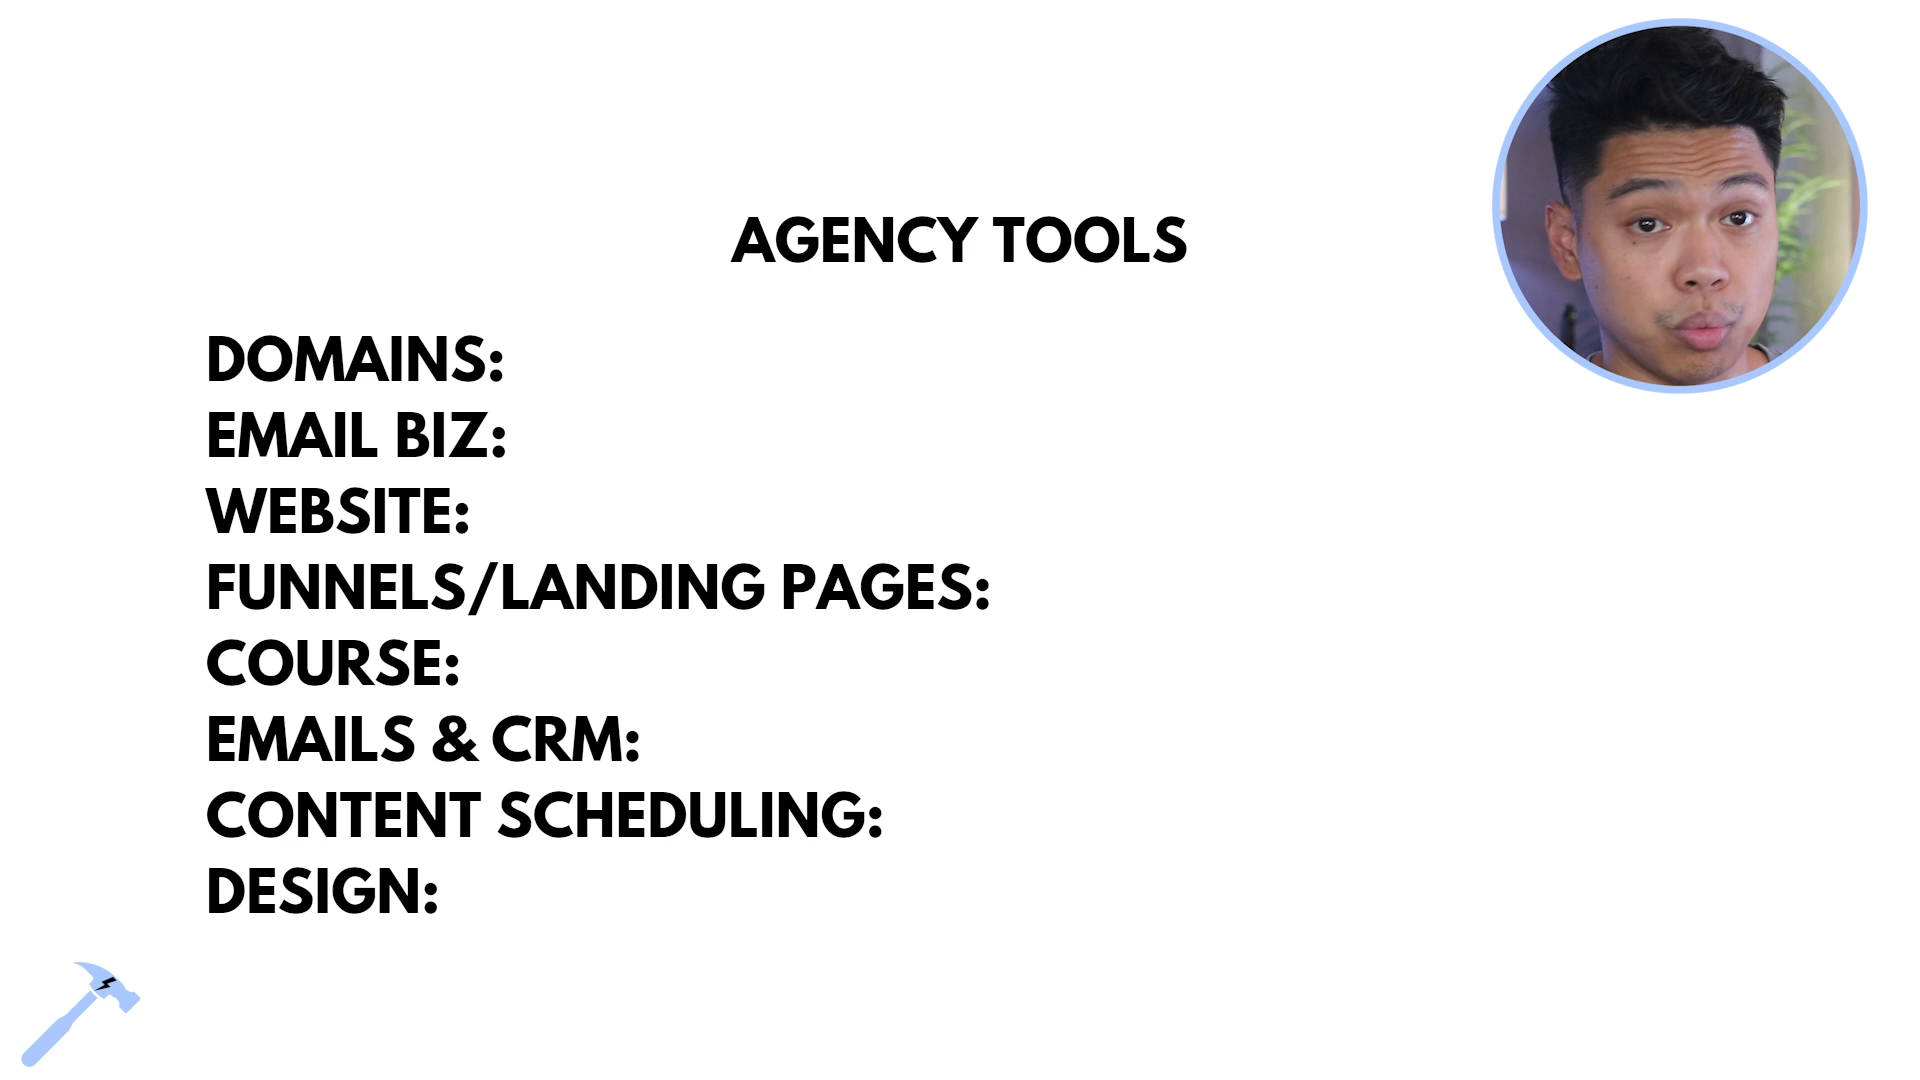 AGENCY TOOLS
DOMAINS:
EMAIL BIZ:
WEBSITE:
FUNNELS/LANDING PAGES:
COURSE:
EMAILS & CRM:
CONTENT SCHEDULING:
DESIGN: